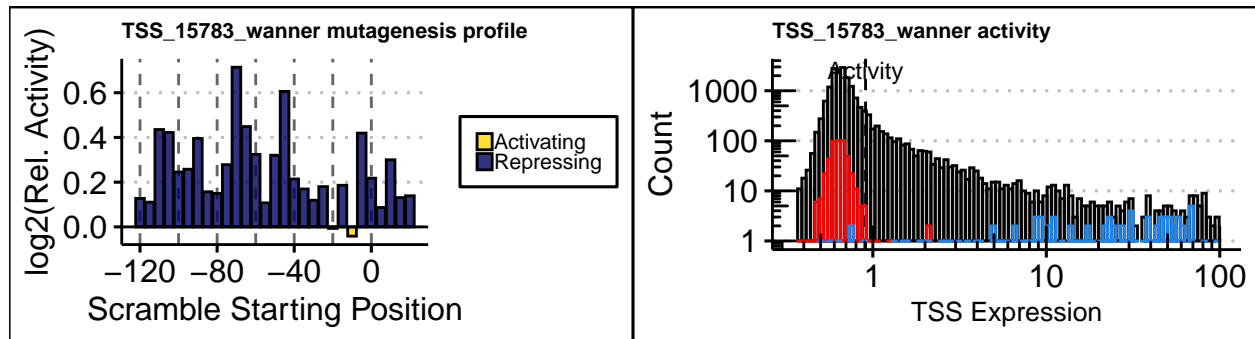 TSS_15783_wanner mutagenesis profile
log2(Rel. Activity)
0.6
0.4
0.2
0.0
−120
−80
−40
0
Scramble Starting Position
Activating
Repressing
TSS_15783_wanner activity
Activity
Count
1000
100
10
1
1
10
100
TSS Expression